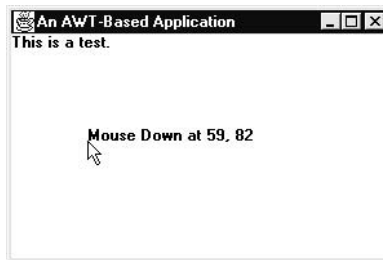 An AWT-Based Application
This is a test.
Mouse Down at 59, 82